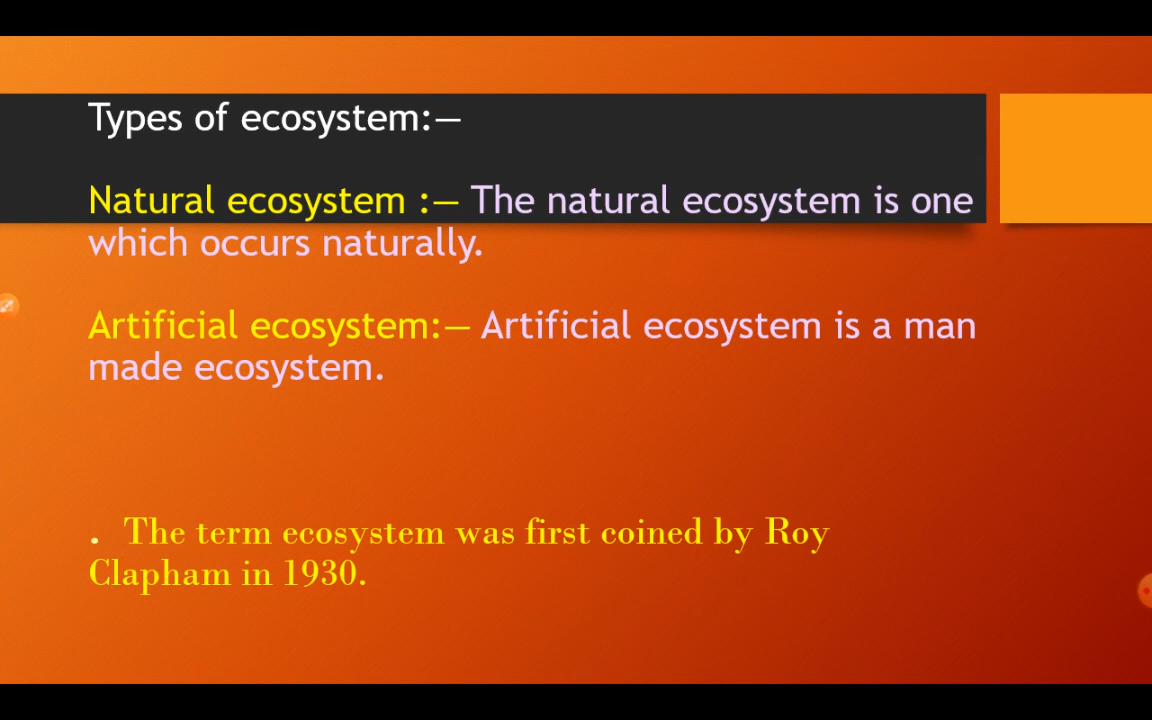 Types of ecosystem:—
Natural ecosystem :— The natural ecosystem is one
which occurs naturally.
Artificial ecosystem:— Artificial ecosystem is a man
made ecosystem.
. The term ecosystem was first coined by Roy
Clapham in 1930.